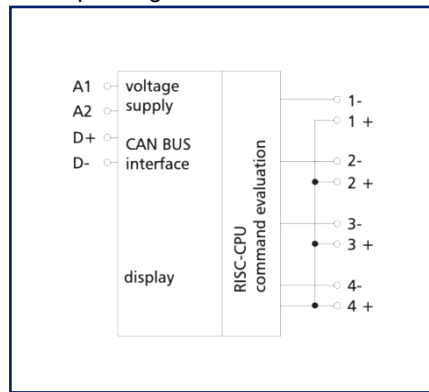 A1
voltage
A2
supply
D+
CAN BUS
D-
interface
display
RISC-CPU
command evaluation
1-
1 +
2-
2 +
3-
3 +
4-
4 +